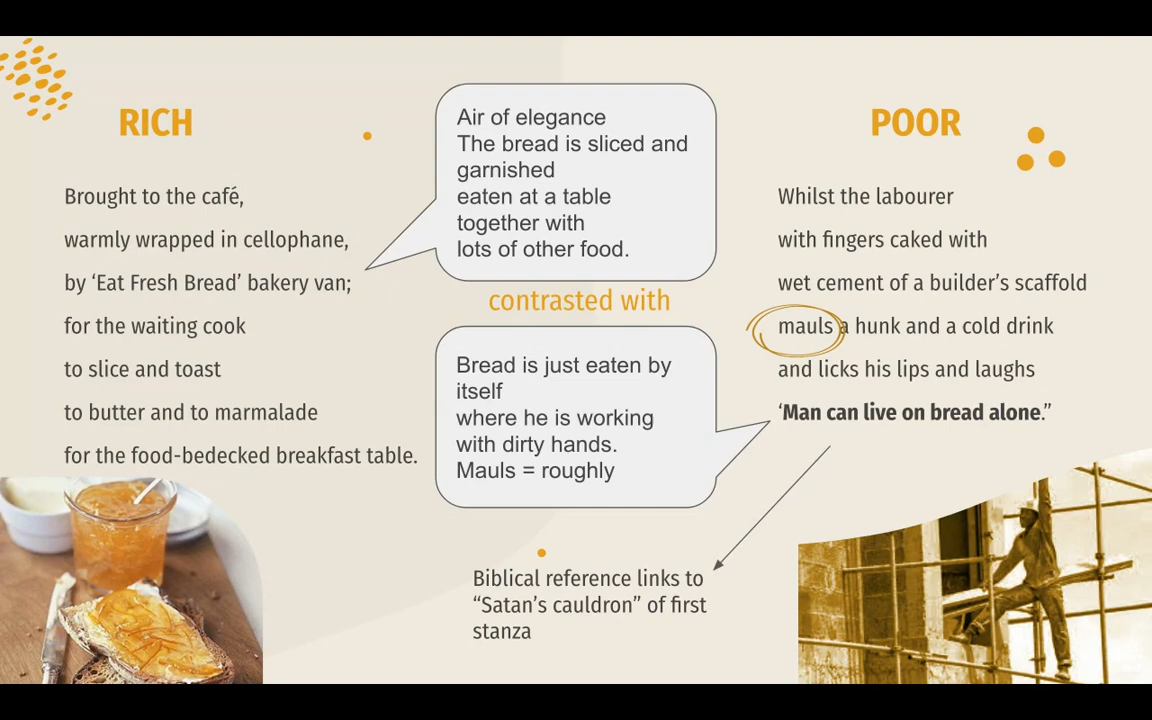 RICH
Brought to the café,
warmly wrapped in cellophane,
by ‘Eat Fresh Bread’ bakery van;
for the waiting cook
to slice and toast
to butter and to marmalade
for the food-bedecked breakfast table.
Air of elegance
The bread is sliced and
garnished
eaten at a table
together with
lots of other food.
contrasted with
Bread is just eaten by
itself
where he is working
with dirty hands.
Mauls = roughly
Biblical reference links to
“Satan’s cauldron” of first
stanza
POOR
Whilst the labourer
with fingers caked with
wet cement of a builder’s scaffold
mauls a hunk and a cold drink
and licks his lips and laughs
‘Man can live on bread alone.”